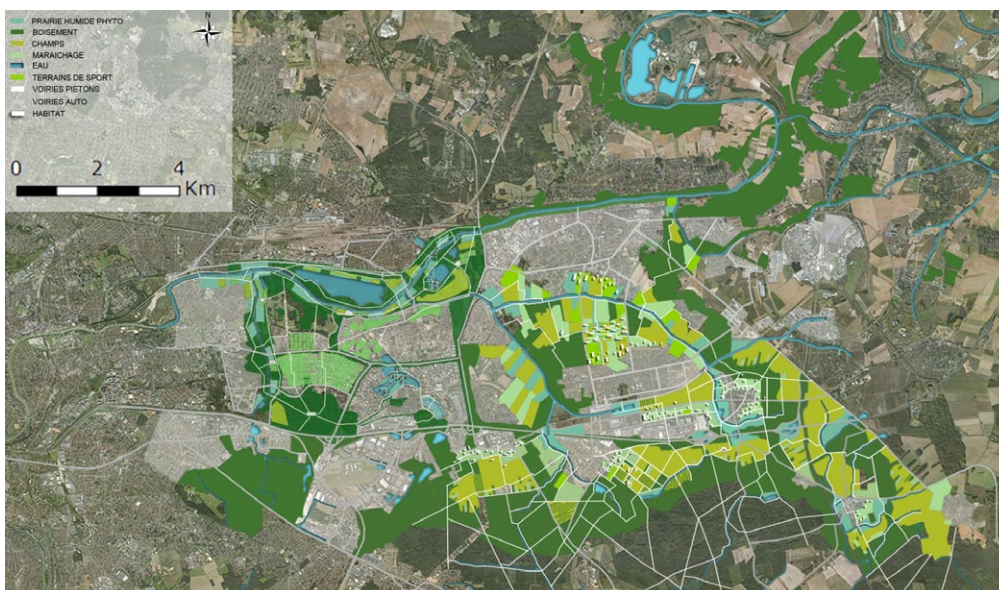 N
PRAIRIE HUMIDE PHYTO
BOISEMENT
CHAMPS
MARAICHAGE
EAU
TERRAINS DE SPORT
VOIRIES PIETONS
VOIRIES AUTO
HABITAT
0 2 4
Km